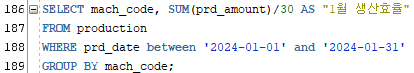 186 SELECT mach_code, SUM(prd_amount)/30 AS "1월 생산효율"
187 FROM production
188 WHERE prd_date between '2024-01-01' and '2024-01-31'
189 GROUP BY mach_code;